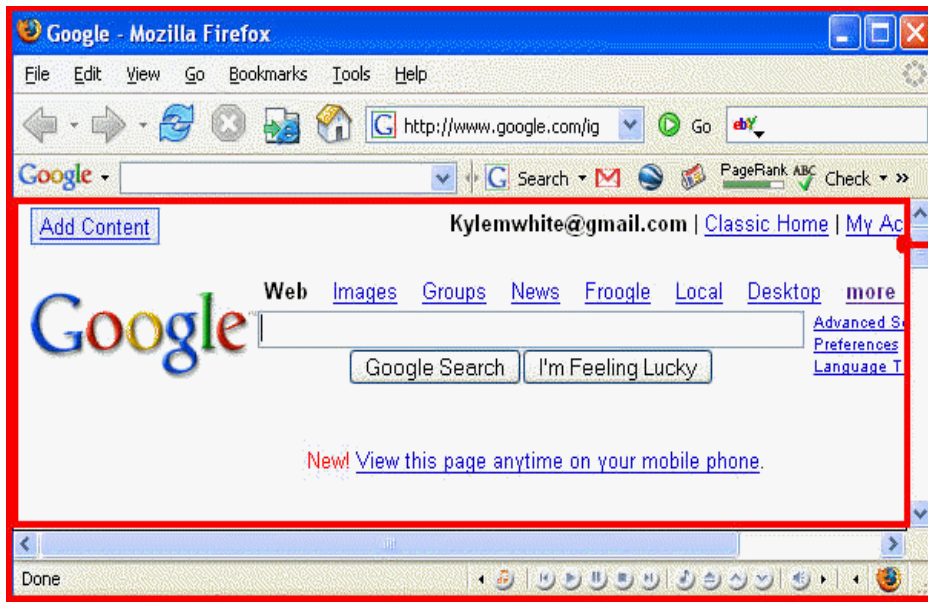 Google - Mozilla Firefox
File Edit View Go Bookmarks Tools Help
G http://www.google.com/ig Go ebY
Google G Search PageRank ABC Check »
Add Content Kylemwhite@gmail.com | Classic Home | My Ac
Web Images Groups News Froogle Local Desktop more
Google
Advanced Se
Preferences
Language T
Google Search I'm Feeling Lucky
New! View this page anytime on your mobile phone.
Done